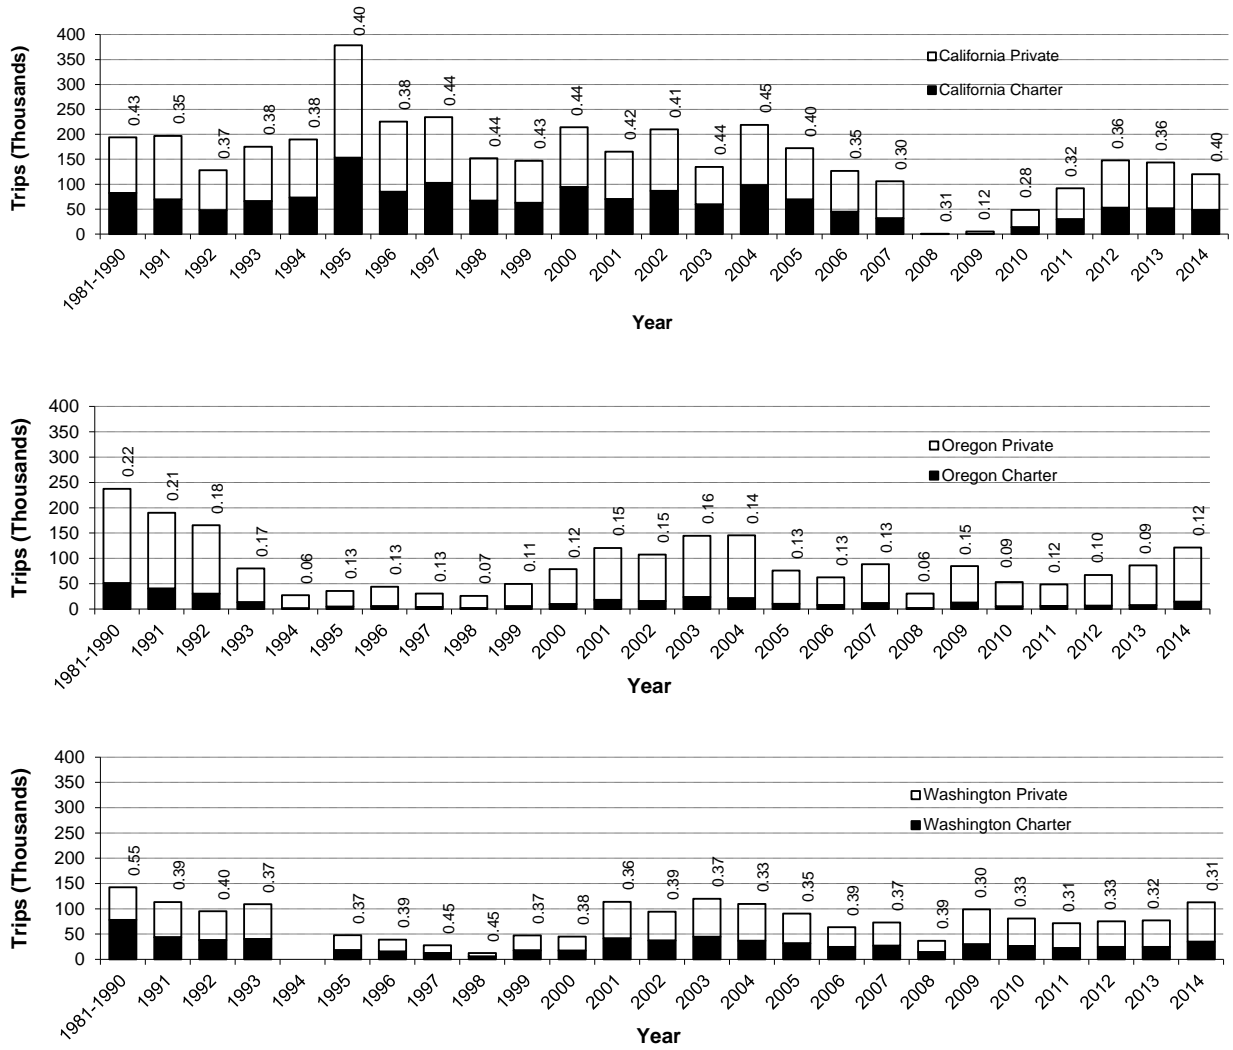 0.43 0.35 0.37 0.38 0.38 0.40 0.38 0.44 0.44 0.43 0.44 0.42 0.41 0.44 0.45 0.40 0.35 0.30 0.31 0.12 0.28 0.32 0.36 0.36 0.40
Trips (Thousands)
400
350
300
250
200
150
100
50
0
California Private
California Charter
1981-1990 1991 1992 1993 1994 1995 1996 1997 1998 1999 2000 2001 2002 2003 2004 2005 2006 2007 2008 2009 2010 2011 2012 2013 2014
Year
0.22 0.21 0.18 0.17 0.06 0.13 0.13 0.13 0.07 0.11 0.12 0.15 0.15 0.16 0.14 0.13 0.13 0.13 0.06 0.15 0.09 0.12 0.10 0.09 0.12
Trips (Thousands)
400
350
300
250
200
150
100
50
0
Oregon Private
Oregon Charter
1981-1990 1991 1992 1993 1994 1995 1996 1997 1998 1999 2000 2001 2002 2003 2004 2005 2006 2007 2008 2009 2010 2011 2012 2013 2014
Year
0.55 0.39 0.40 0.37 0.37 0.39 0.45 0.45 0.37 0.38 0.36 0.39 0.37 0.33 0.35 0.39 0.37 0.39 0.30 0.33 0.31 0.33 0.32 0.31
Trips (Thousands)
400
350
300
250
200
150
100
50
0
Washington Private
Washington Charter
1981-1990 1991 1992 1993 1994 1995 1996 1997 1998 1999 2000 2001 2002 2003 2004 2005 2006 2007 2008 2009 2010 2011 2012 2013 2014
Year